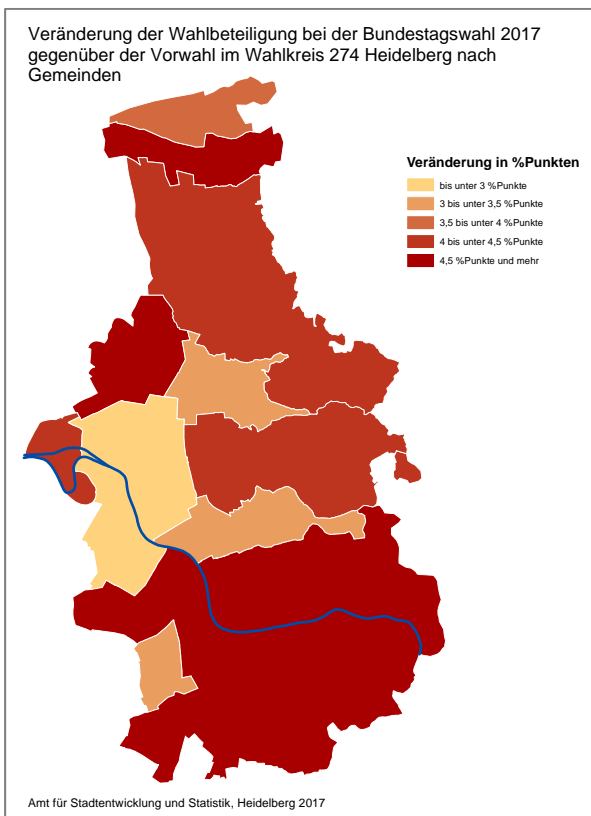 Veränderung der Wahlbeteiligung bei der Bundestagswahl 2017
gegenüber der Vorwahl im Wahlkreis 274 Heidelberg nach
Gemeinden
Veränderung in %Punkten
bis unter 3 %Punkte
3 bis unter 3,5 %Punkte
3,5 bis unter 4 %Punkte
4 bis unter 4,5 %Punkte
4,5 %Punkte und mehr
Amt für Stadtentwicklung und Statistik, Heidelberg 2017